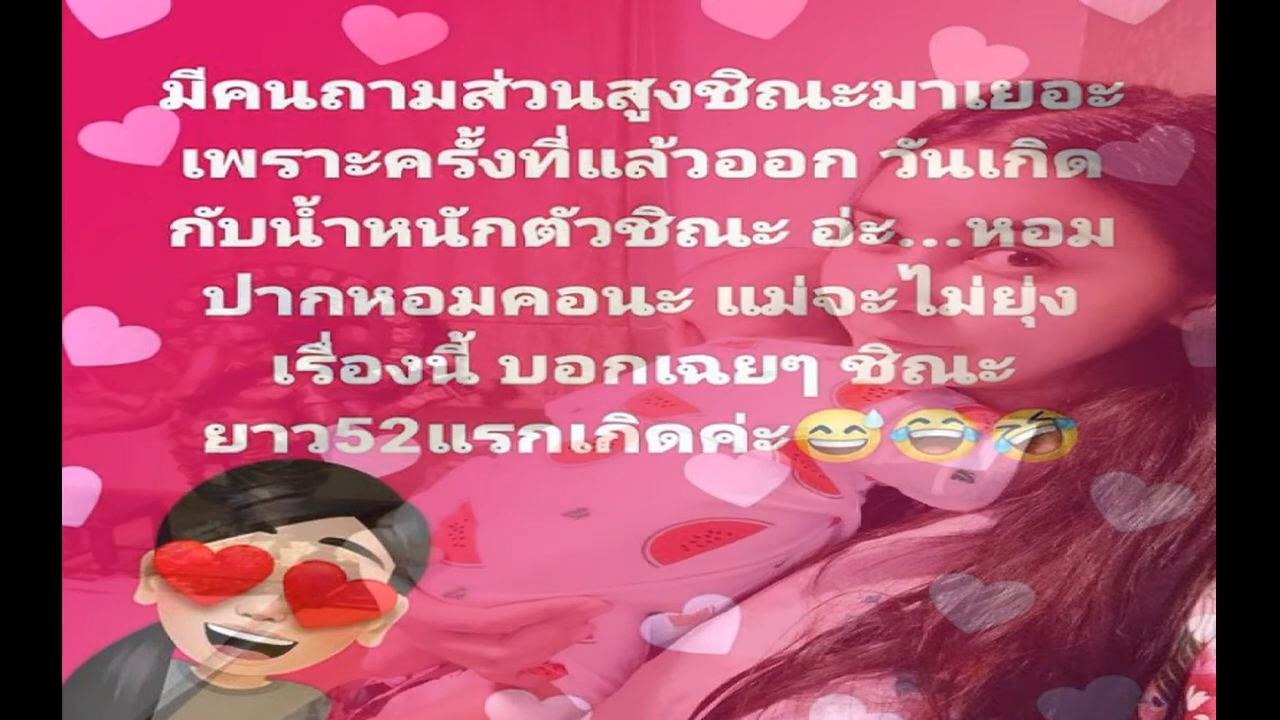 มีคนถามส่วนสูงชิณะมาเยอะ
เพราะครั้งที่แล้วออก วันเกิด
กับน้ำหนักตัวชิณะ อ่ะ...หอม
ปากหอมคอนะ แม่จะไม่ยุ่ง
เรื่องนี้ บอกเฉยๆ ชิณะ
ยาว52แรกเกิดค่ะ😅😂🤣